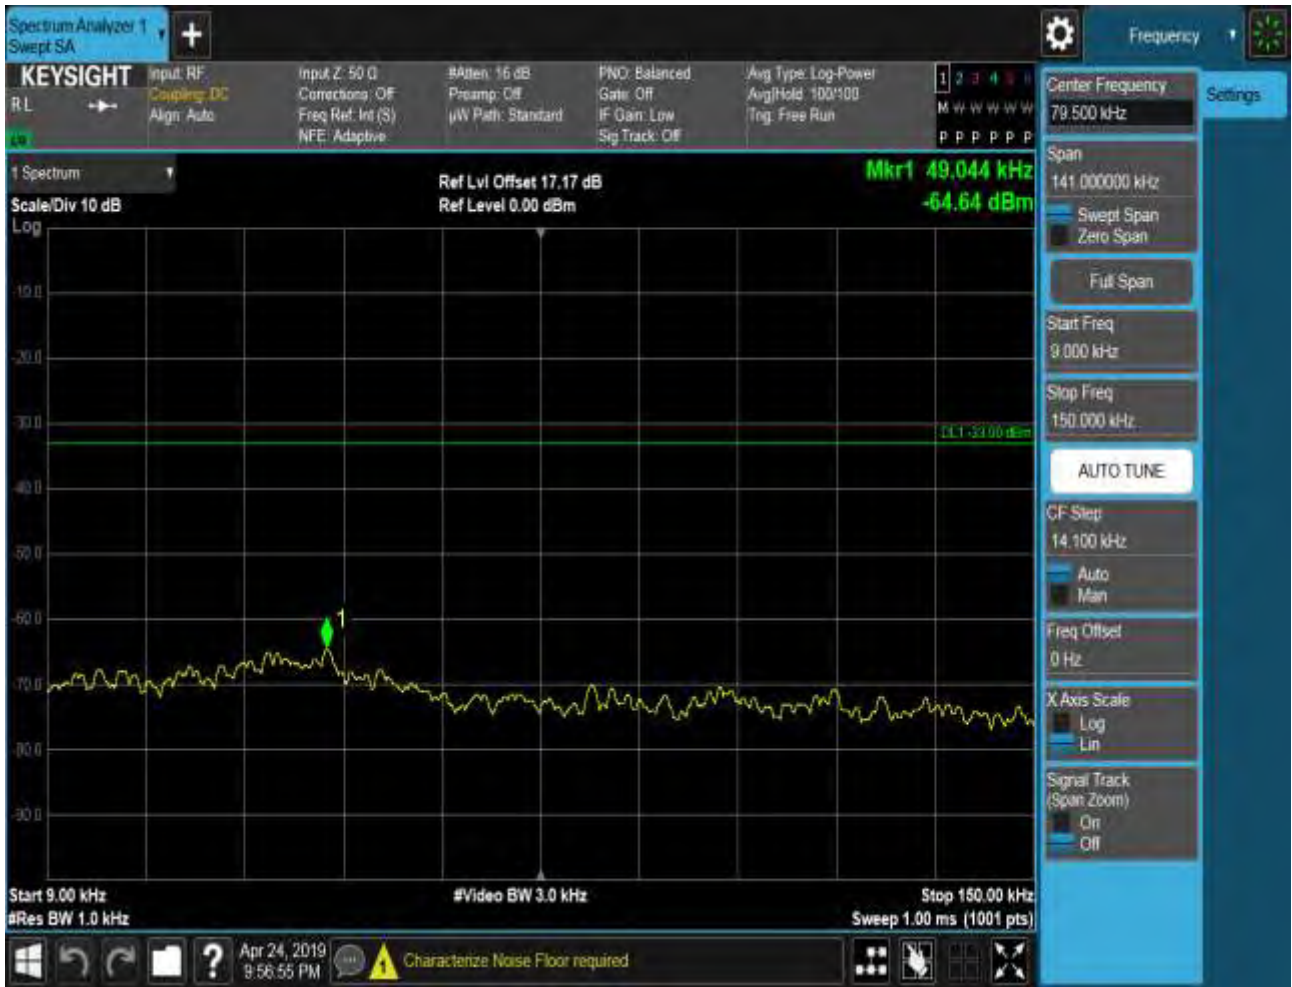 Spectrum Analyzer 1
Swept SA
Frequency
KEYSIGHT
RL
Input: RF
Coupling: DC
Align: Auto
Input Z: 50 Ω
Corrections: Off
Freq Ref: Int (S)
NFE: Adaptive
#Atten: 16 dB
Preamp: Off
µW Path: Standard
PNO: Balanced
Gate: Off
IF Gain: Low
Sig Track: Off
Avg Type: Log-Power
Avg|Hold: 100/100
Trig: Free Run
1 2 3 4 5 6
M W W W W W
P P P P P P
1 Spectrum
Scale/Div 10 dB
Log
Ref Lvl Offset 17.17 dB
Ref Level 0.00 dBm
Mkr1 49.044 kHz
-64.64 dBm
-10.0
-20.0
-30.0
DL1 -33.00 dBm
-40.0
-50.0
-60.0
1
-70.0
-80.0
-90.0
Start 9.00 kHz
#Video BW 3.0 kHz
Stop 150.00 kHz
#Res BW 1.0 kHz
Sweep 1.00 ms (1001 pts)
Center Frequency
79.500 kHz
Settings
Span
141.000000 kHz
Swept Span
Zero Span
Full Span
Start Freq
9.000 kHz
Stop Freq
150.000 kHz
AUTO TUNE
CF Step
14.100 kHz
Auto
Man
Freq Offset
0 Hz
X Axis Scale
Log
Lin
Signal Track
(Span Zoom)
On
Off
?
Apr 24, 2019
9:56:55 PM
1
Characterize Noise Floor required